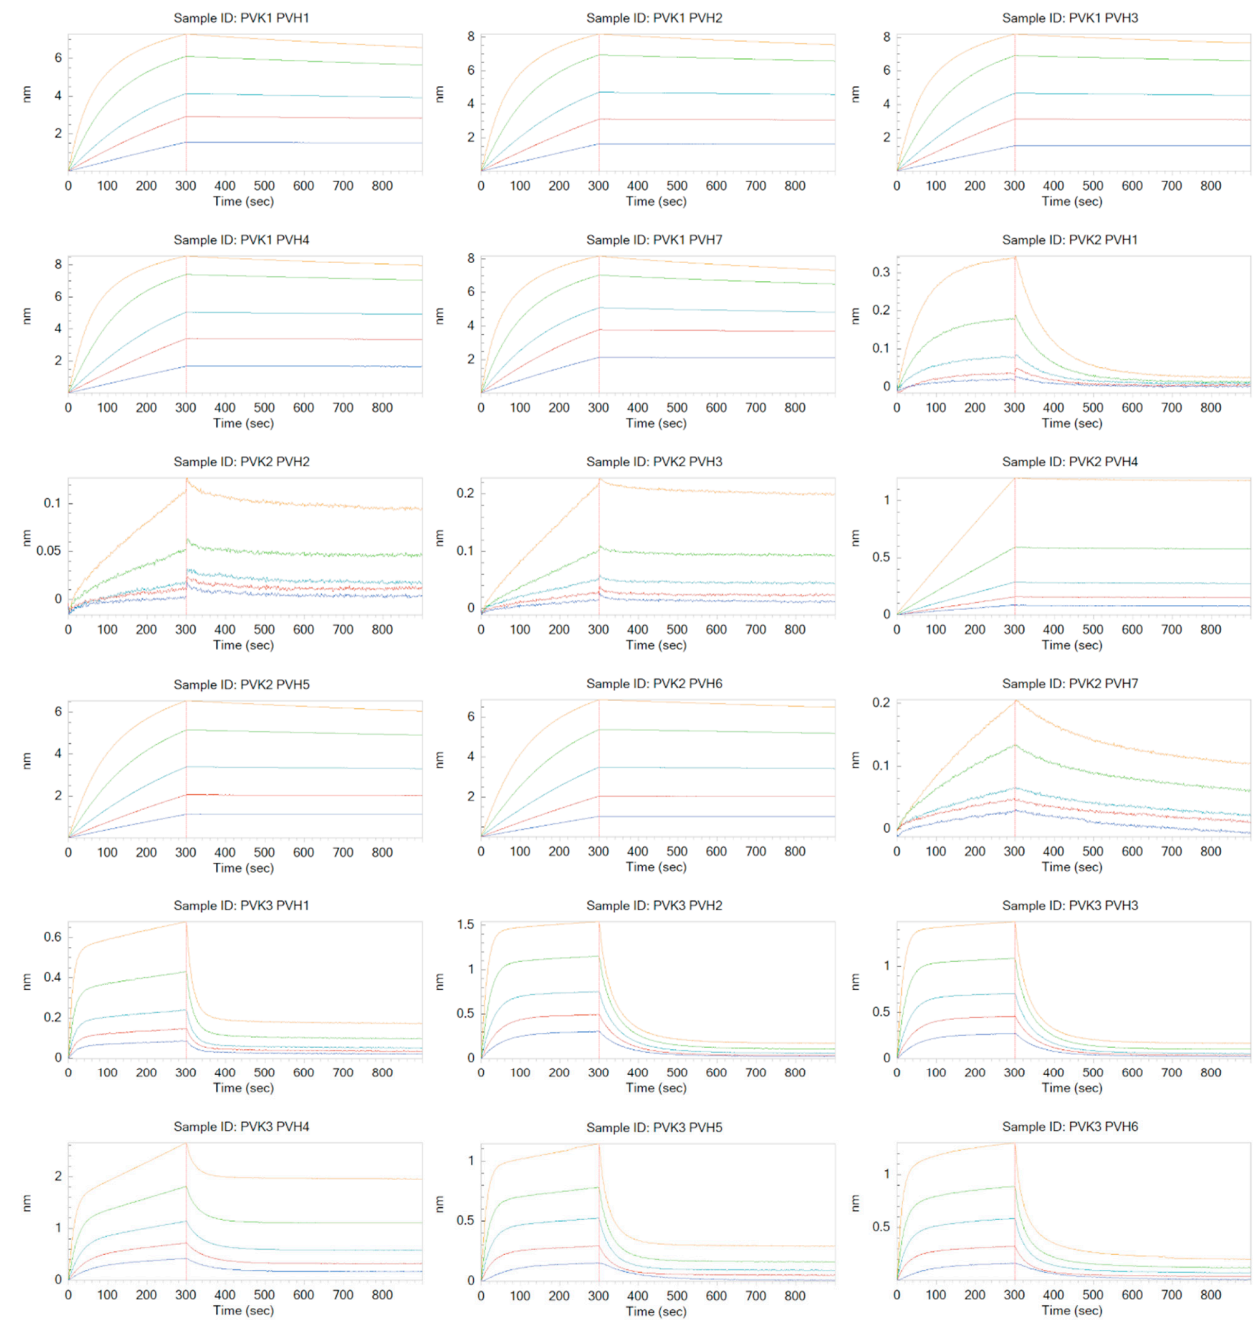 Sample ID: PVK1 PVH1
nm
6
4
2
0 100 200 300 400 500 600 700 800
Time (sec)
Sample ID: PVK1 PVH2
nm
8
6
4
2
0 100 200 300 400 500 600 700 800
Time (sec)
Sample ID: PVK1 PVH3
nm
8
6
4
2
0 100 200 300 400 500 600 700 800
Time (sec)
Sample ID: PVK1 PVH4
nm
8
6
4
2
0 100 200 300 400 500 600 700 800
Time (sec)
Sample ID: PVK1 PVH7
nm
8
6
4
2
0 100 200 300 400 500 600 700 800
Time (sec)
Sample ID: PVK2 PVH1
nm
0.3
0.2
0.1
0
0 100 200 300 400 500 600 700 800
Time (sec)
Sample ID: PVK2 PVH2
nm
0.1
0.05
0
0 100 200 300 400 500 600 700 800
Time (sec)
Sample ID: PVK2 PVH3
nm
0.2
0.1
0
0 100 200 300 400 500 600 700 800
Time (sec)
Sample ID: PVK2 PVH4
nm
1
0.5
0
0 100 200 300 400 500 600 700 800
Time (sec)
Sample ID: PVK2 PVH5
nm
6
4
2
0 100 200 300 400 500 600 700 800
Time (sec)
Sample ID: PVK2 PVH6
nm
6
4
2
0 100 200 300 400 500 600 700 800
Time (sec)
Sample ID: PVK2 PVH7
nm
0.2
0.1
0
0 100 200 300 400 500 600 700 800
Time (sec)
Sample ID: PVK3 PVH1
nm
0.6
0.4
0.2
0
0 100 200 300 400 500 600 700 800
Time (sec)
Sample ID: PVK3 PVH2
nm
1.5
1
0.5
0
0 100 200 300 400 500 600 700 800
Time (sec)
Sample ID: PVK3 PVH3
nm
1
0.5
0
0 100 200 300 400 500 600 700 800
Time (sec)
Sample ID: PVK3 PVH4
nm
2
1
0
0 100 200 300 400 500 600 700 800
Time (sec)
Sample ID: PVK3 PVH5
nm
1
0.5
0
0 100 200 300 400 500 600 700 800
Time (sec)
Sample ID: PVK3 PVH6
nm
1
0.5
0 100 200 300 400 500 600 700 800
Time (sec)